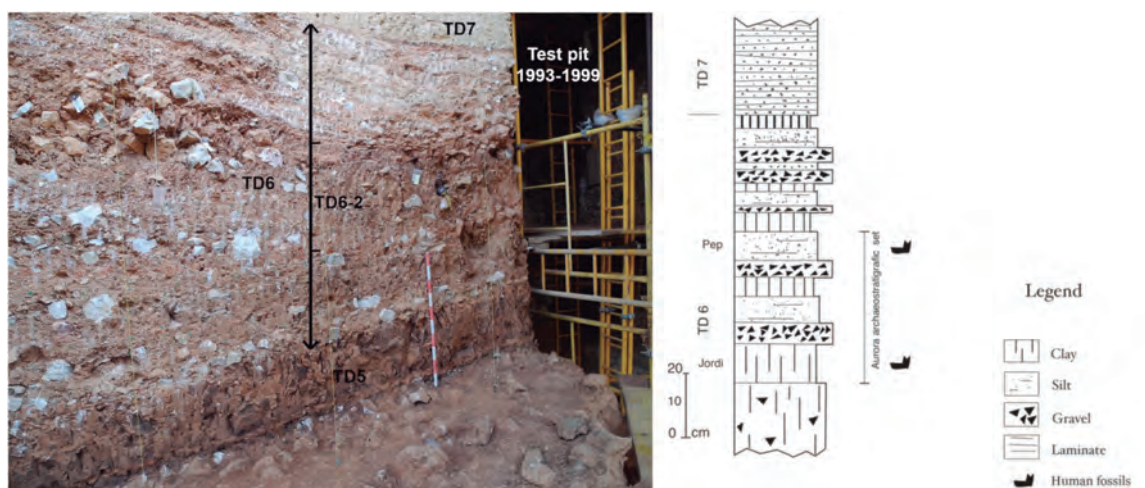 TD7
Test pit
1993-1999
TD6
TD6-2
TD5
TD 7
Pep
TD 6
Jordi
20
10
0 cm
Aurora archaeostratigrafic set
Legend
Clay
Silt
Gravel
Laminate
Human fossils